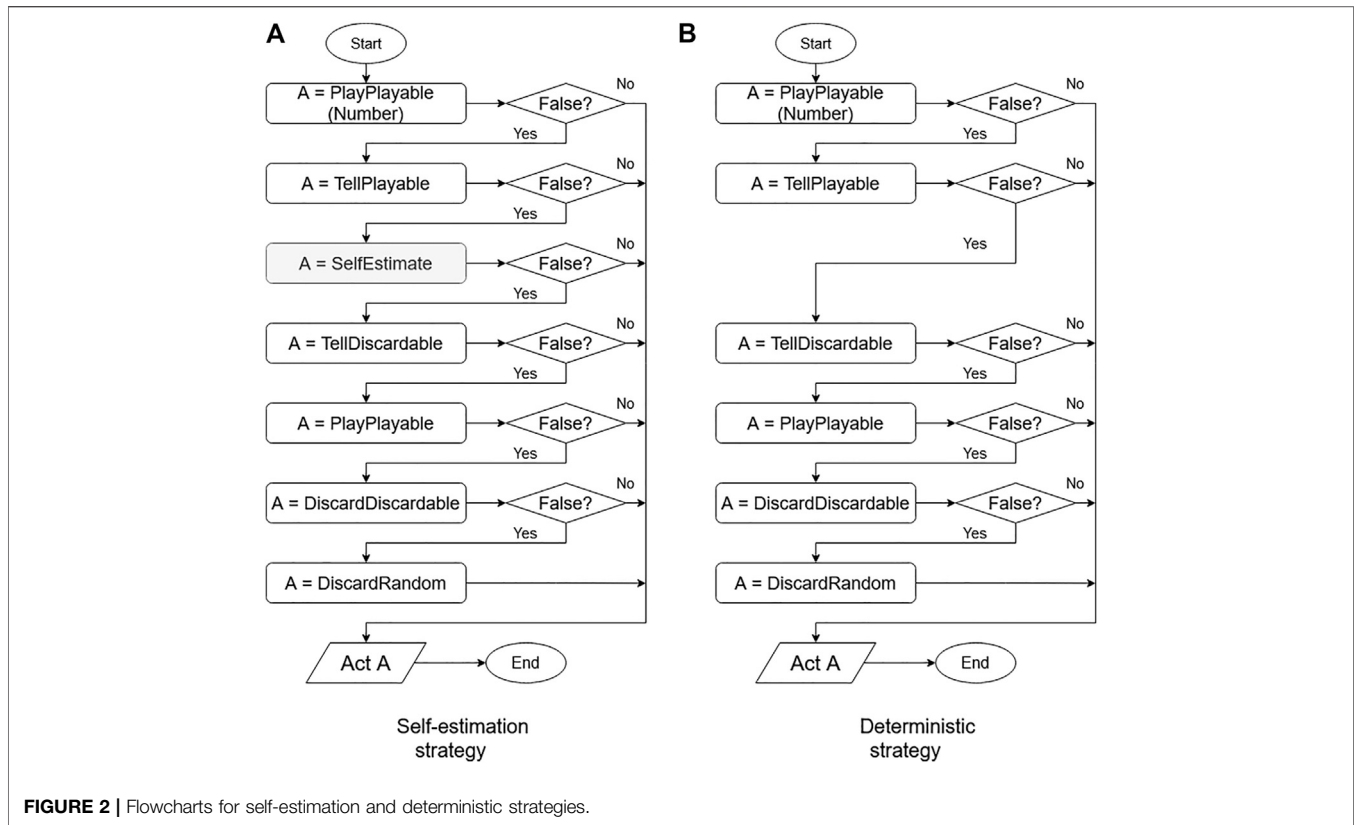 A
Start
A = PlayPlayable
(Number)
False?
No
Yes
A = TellPlayable
False?
No
Yes
A = SelfEstimate
False?
No
Yes
A = TellDiscardable
False?
No
Yes
A = PlayPlayable
False?
No
Yes
A = DiscardDiscardable
False?
No
Yes
A = DiscardRandom
Act A
End
Self-estimation
strategy
B
Start
A = PlayPlayable
(Number)
False?
No
Yes
A = TellPlayable
False?
No
Yes
A = TellDiscardable
False?
No
Yes
A = PlayPlayable
False?
No
Yes
A = DiscardDiscardable
False?
No
Yes
A = DiscardRandom
Act A
End
Deterministic
strategy
FIGURE 2 | Flowcharts for self-estimation and deterministic strategies.